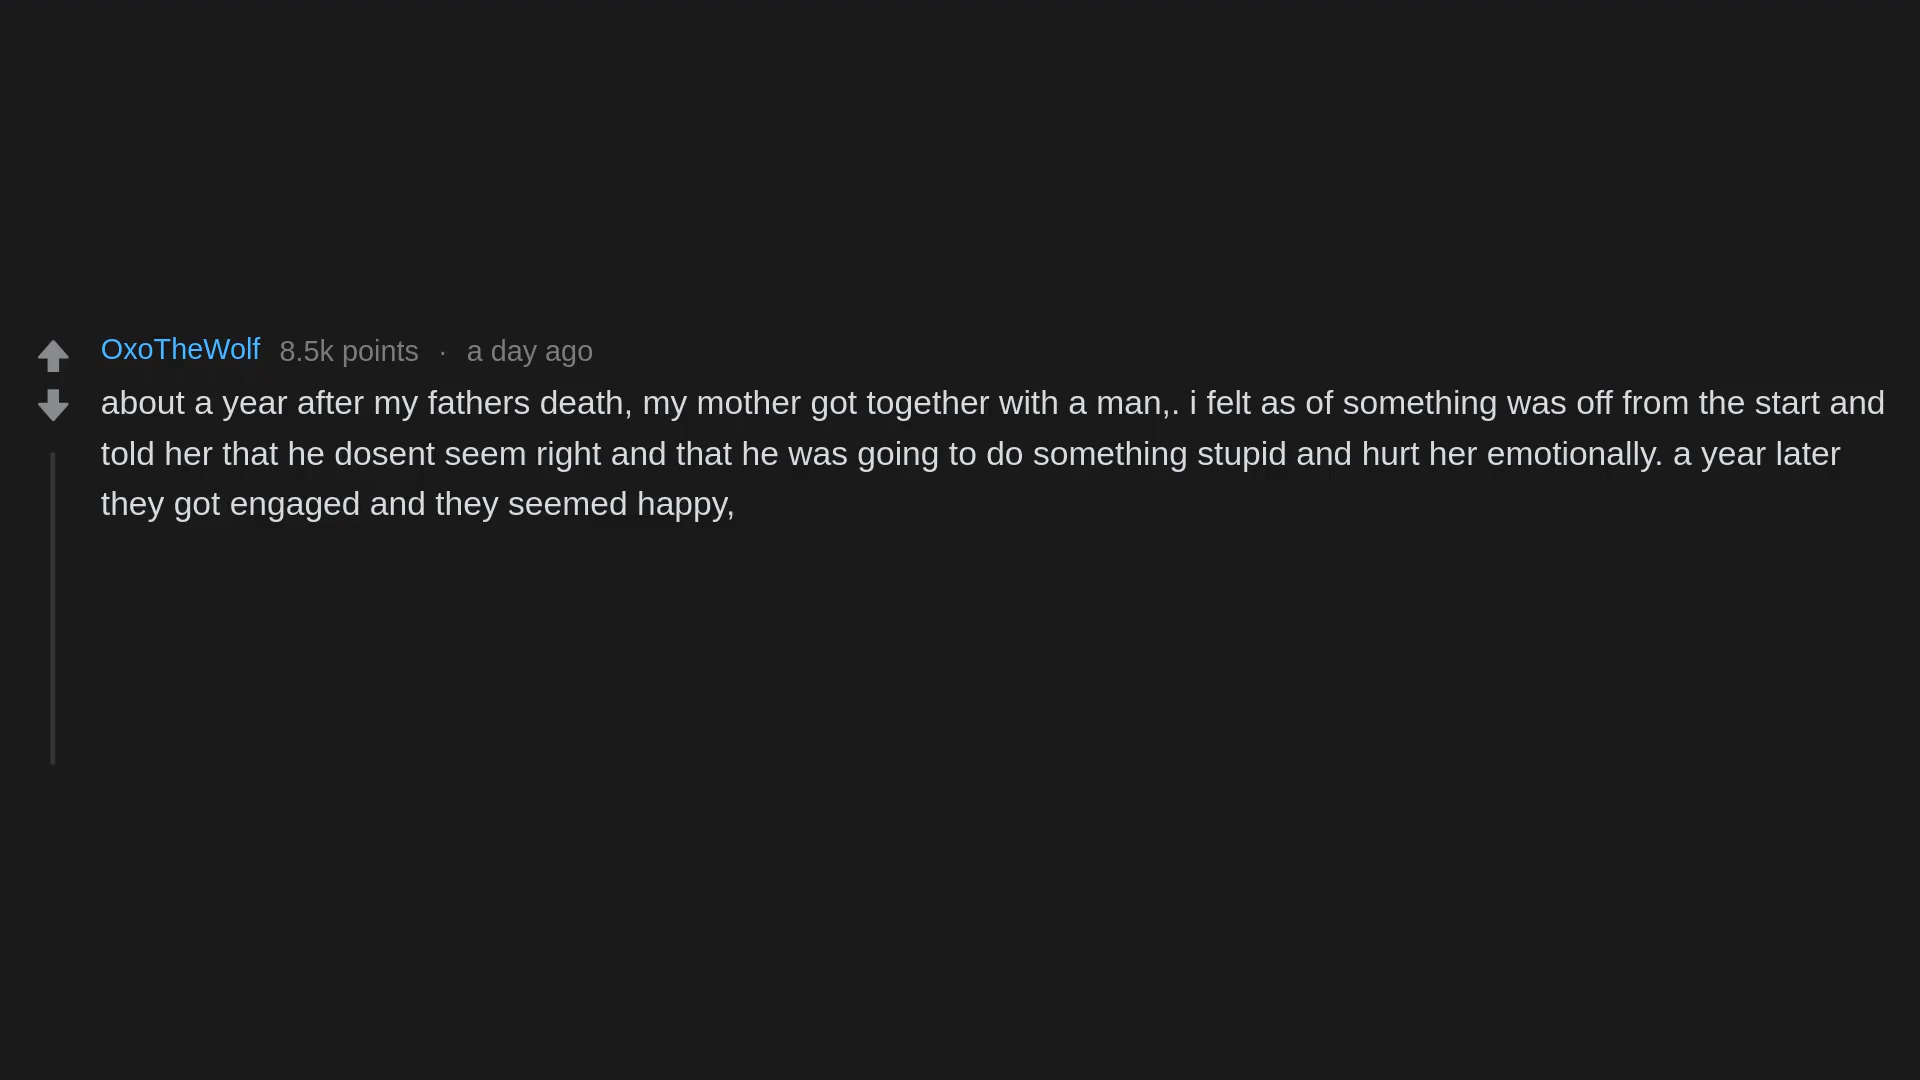 OxoTheWolf 8.5k points · a day ago
about a year after my fathers death, my mother got together with a man,. i felt as of something was off from the start and
told her that he dosent seem right and that he was going to do something stupid and hurt her emotionally. a year later
they got engaged and they seemed happy,